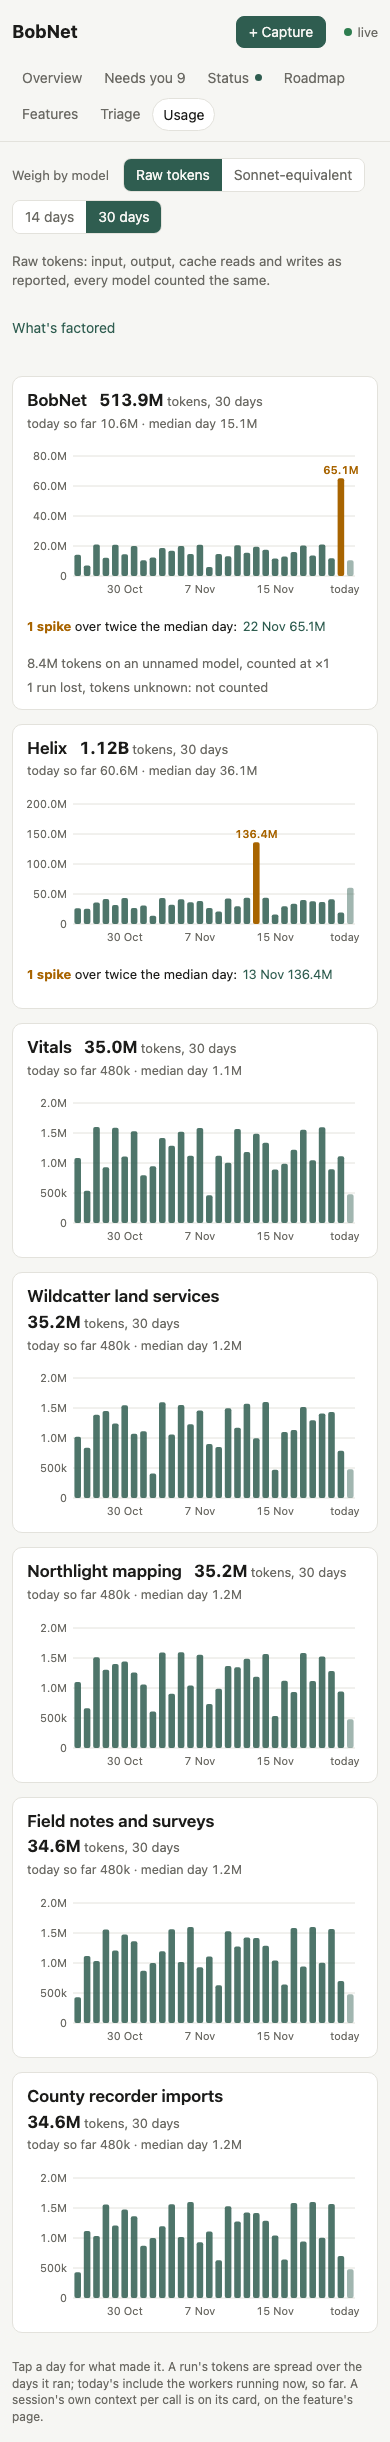 BobNet
+ Capture
live
Overview
Needs you 9
Status
Roadmap
Features
Triage
Usage
Weigh by model
Raw tokens
Sonnet-equivalent
14 days
30 days
Raw tokens: input, output, cache reads and writes as
reported, every model counted the same.
What's factored
BobNet 513.9M tokens, 30 days
today so far 10.6M · median day 15.1M
80.0M
65.1M
60.0M
40.0M
20.0M
0
30 Oct
7 Nov
15 Nov
today
1 spike over twice the median day: 22 Nov 65.1M
8.4M tokens on an unnamed model, counted at ×1
1 run lost, tokens unknown: not counted
Helix 1.12B tokens, 30 days
today so far 60.6M · median day 36.1M
200.0M
150.0M
136.4M
100.0M
50.0M
0
30 Oct
7 Nov
15 Nov
today
1 spike over twice the median day: 13 Nov 136.4M
Vitals 35.0M tokens, 30 days
today so far 480k · median day 1.1M
2.0M
1.5M
1.0M
500k
0
30 Oct
7 Nov
15 Nov
today
Wildcatter land services
35.2M tokens, 30 days
today so far 480k · median day 1.2M
2.0M
1.5M
1.0M
500k
0
30 Oct
7 Nov
15 Nov
today
Northlight mapping 35.2M tokens, 30 days
today so far 480k · median day 1.2M
2.0M
1.5M
1.0M
500k
0
30 Oct
7 Nov
15 Nov
today
Field notes and surveys
34.6M tokens, 30 days
today so far 480k · median day 1.2M
2.0M
1.5M
1.0M
500k
0
30 Oct
7 Nov
15 Nov
today
County recorder imports
34.6M tokens, 30 days
today so far 480k · median day 1.2M
2.0M
1.5M
1.0M
500k
0
30 Oct
7 Nov
15 Nov
today
Tap a day for what made it. A run's tokens are spread over the
days it ran; today's include the workers running now, so far. A
session's own context per call is on its card, on the feature's
page.